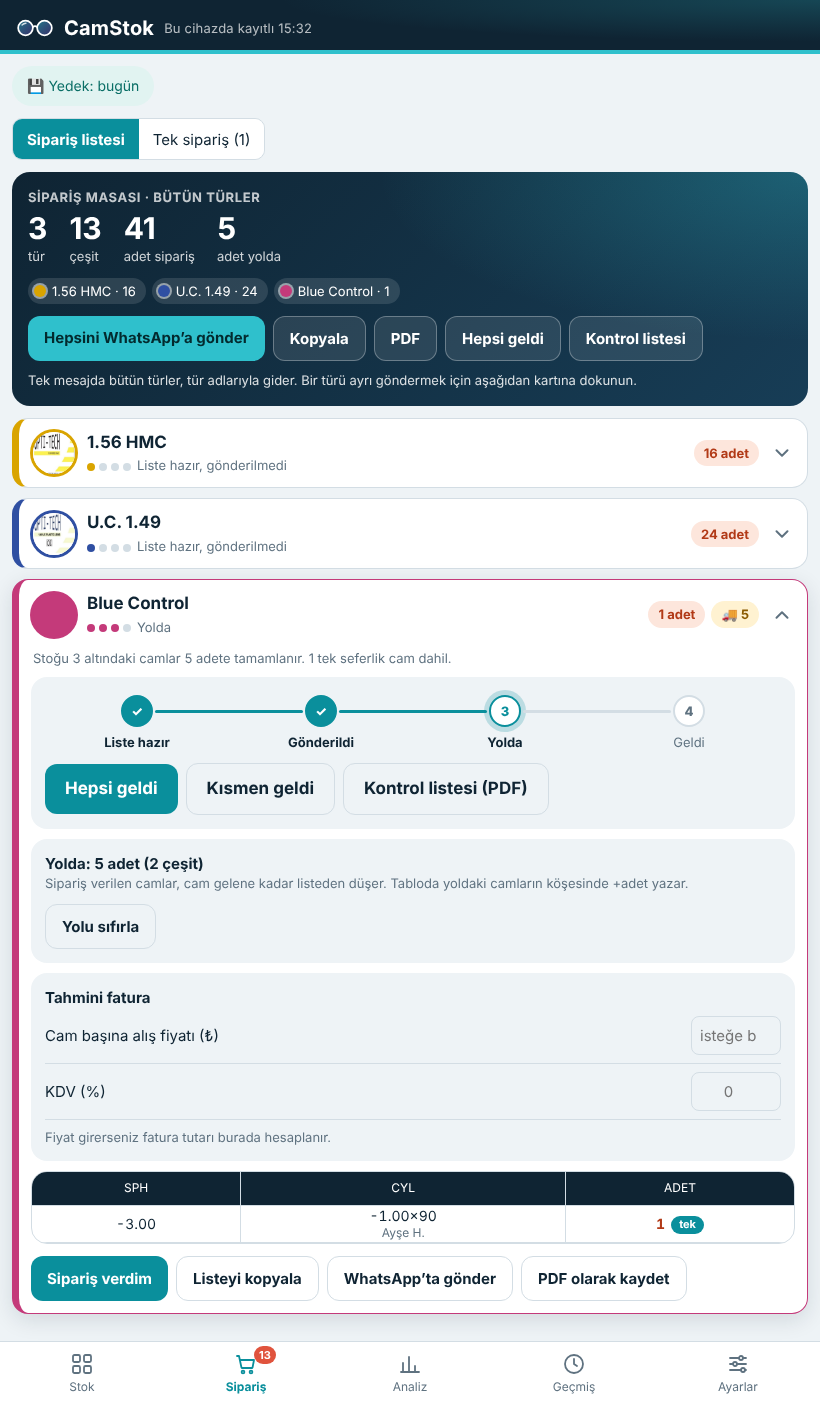 CamStok Bu cihazda kayıtlı 15:32
💾 Yedek: bugün
Sipariş listesi Tek sipariş (1)
SİPARİŞ MASASI · BÜTÜN TÜRLER
3 13 41 5
tür çeşit adet sipariş adet yolda
1.56 HMC · 16 U.C. 1.49 · 24 Blue Control · 1
Hepsini WhatsApp’a gönder Kopyala PDF Hepsi geldi Kontrol listesi
Tek mesajda bütün türler, tür adlarıyla gider. Bir türü ayrı göndermek için aşağıdan kartına dokunun.
OPTI-TECH
1.56 HMC
Liste hazır, gönderilmedi
16 adet
OPTI-TECH
U.C. 1.49
Liste hazır, gönderilmedi
24 adet
Blue Control
Yolda
1 adet 🚚 5
Stoğu 3 altındaki camlar 5 adete tamamlanır. 1 tek seferlik cam dahil.
✓ ✓ 3 4
Liste hazır Gönderildi Yolda Geldi
Hepsi geldi Kısmen geldi Kontrol listesi (PDF)
Yolda: 5 adet (2 çeşit)
Sipariş verilen camlar, cam gelene kadar listeden düşer. Tabloda yoldaki camların köşesinde +adet yazar.
Yolu sıfırla
Tahmini fatura
Cam başına alış fiyatı (₺) isteğe b
KDV (%) 0
Fiyat girerseniz fatura tutarı burada hesaplanır.
SPH CYL ADET
-3.00 -1.00×90 1 tek
Ayşe H.
Sipariş verdim Listeyi kopyala WhatsApp’ta gönder PDF olarak kaydet
13
Stok Sipariş Analiz Geçmiş Ayarlar